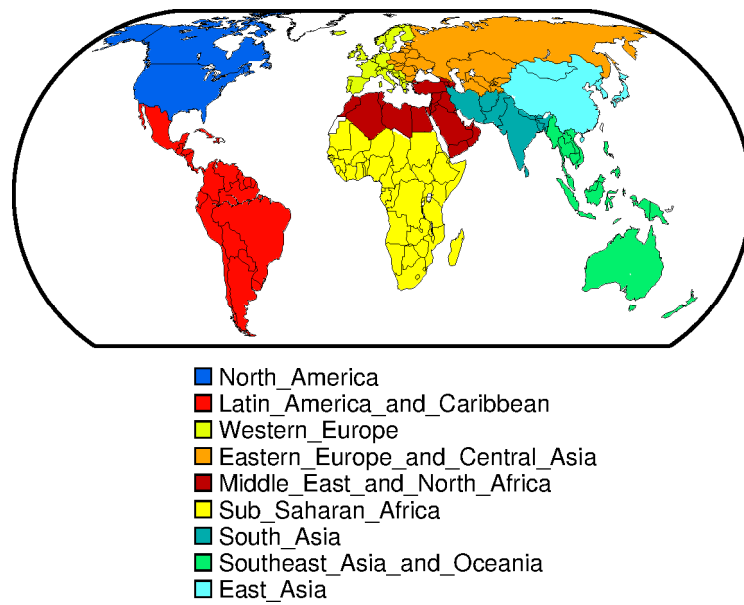 North_America
Latin_America_and_Caribbean
Western_Europe
Eastern_Europe_and_Central_Asia
Middle_East_and_North_Africa
Sub_Saharan_Africa
South_Asia
Southeast_Asia_and_Oceania
East_Asia